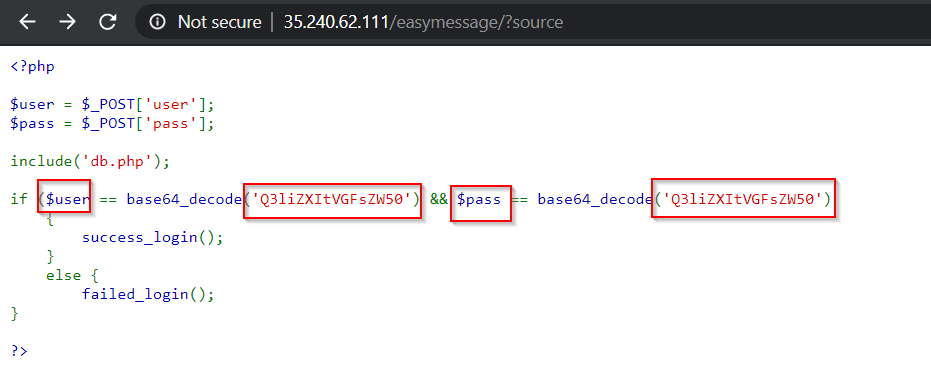 Not secure | 35.240.62.111/easymessage/?source
<?php
$user = $_POST['user'];
$pass = $_POST['pass'];
include('db.php');
if ($user == base64_decode('Q3liZXItVGFsZW50') && $pass == base64_decode('Q3liZXItVGFsZW50')
{
success_login();
}
else {
failed_login();
}
?>